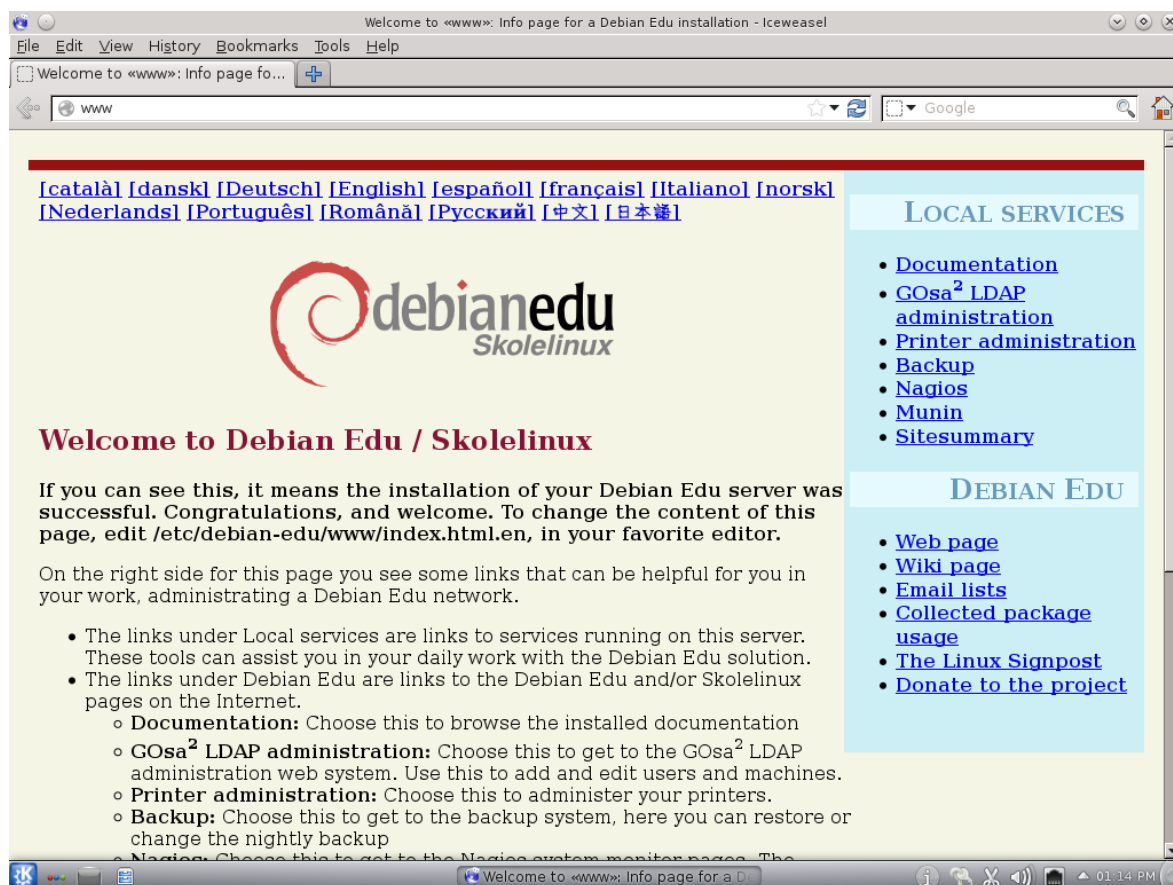 Welcome to «www»: Info page for a Debian Edu installation - Iceweasel
File Edit View History Bookmarks Tools Help
Welcome to «www»: Info page fo...
www
Google
[català] [dansk] [Deutsch] [English] [español] [français] [Italiano] [norsk]
[Nederlands] [Português] [Română] [Русский] [中文] [日本語]
debianedu
Skolelinux
Welcome to Debian Edu / Skolelinux
If you can see this, it means the installation of your Debian Edu server was
successful. Congratulations, and welcome. To change the content of this
page, edit /etc/debian-edu/www/index.html.en, in your favorite editor.
On the right side for this page you see some links that can be helpful for you in
your work, administrating a Debian Edu network.
• The links under Local services are links to services running on this server.
These tools can assist you in your daily work with the Debian Edu solution.
• The links under Debian Edu are links to the Debian Edu and/or Skolelinux
pages on the Internet.
◦ Documentation: Choose this to browse the installed documentation
◦ GOsa² LDAP administration: Choose this to get to the GOsa² LDAP
administration web system. Use this to add and edit users and machines.
◦ Printer administration: Choose this to administer your printers.
◦ Backup: Choose this to get to the backup system, here you can restore or
change the nightly backup
◦ Nagios: Choose this to get to the Nagios system monitor pages. The
LOCAL SERVICES
• Documentation
• GOsa² LDAP
administration
• Printer administration
• Backup
• Nagios
• Munin
• Sitesummary
DEBIAN EDU
• Web page
• Wiki page
• Email lists
• Collected package
usage
• The Linux Signpost
• Donate to the project
Welcome to «www»: Info page for a De
01:14 PM